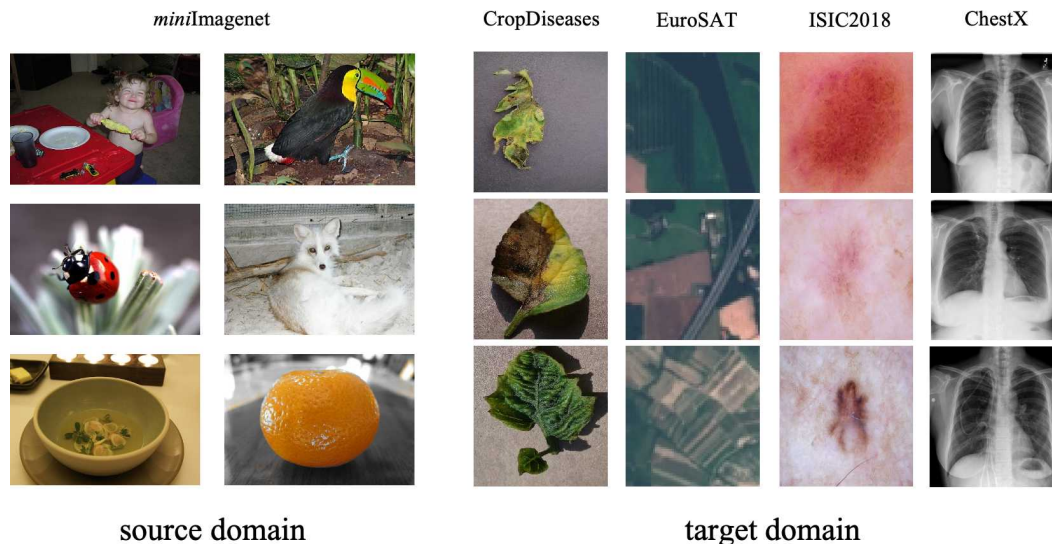 miniImagenet
CropDiseases
EuroSAT
ISIC2018
ChestX
source domain
target domain